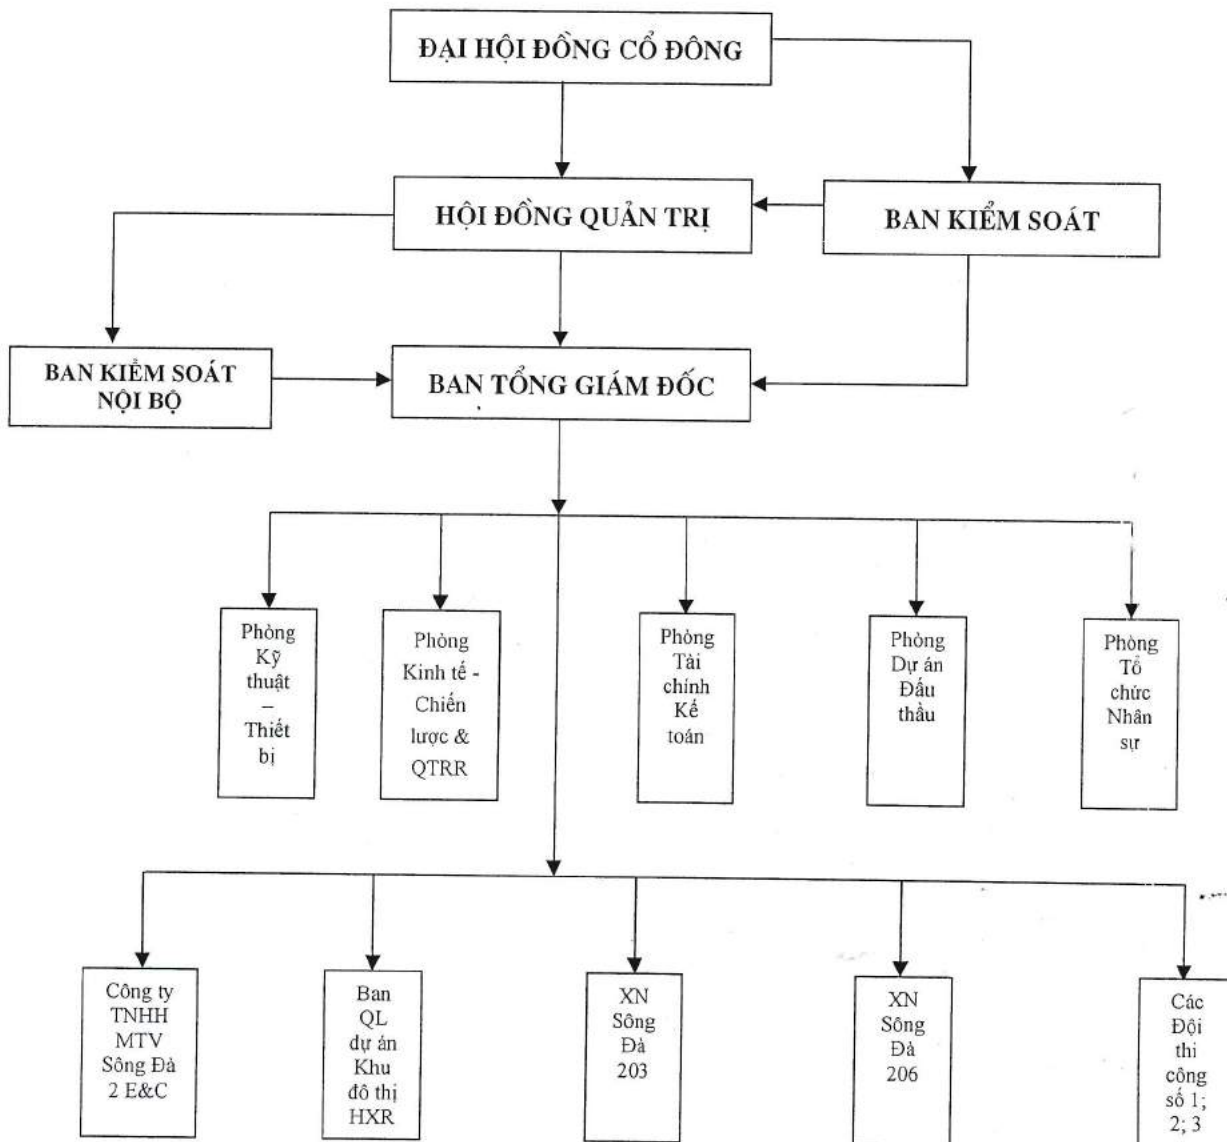 ĐẠI HỘI ĐỒNG CỔ ĐÔNG
HỘI ĐỒNG QUẢN TRỊ
BAN KIỂM SOÁT
BAN KIỂM SOÁT
NỘI BỘ
BAN TỔNG GIÁM ĐỐC
Phòng
Kỹ
thuật
–
Thiết
bị
Phòng
Kinh tế -
Chiến
lược &
QTRR
Phòng
Tài
chính
Kế
toán
Phòng
Dự án
Đấu
thầu
Phòng
Tổ
chức
Nhân
sự
Công ty
TNHH
MTV
Sông Đà
2 E&C
Ban
QL
dự án
Khu
đô thị
HXR
XN
Sông
Đà
203
XN
Sông
Đà
206
Các
Đội
thi
công
số 1;
2; 3